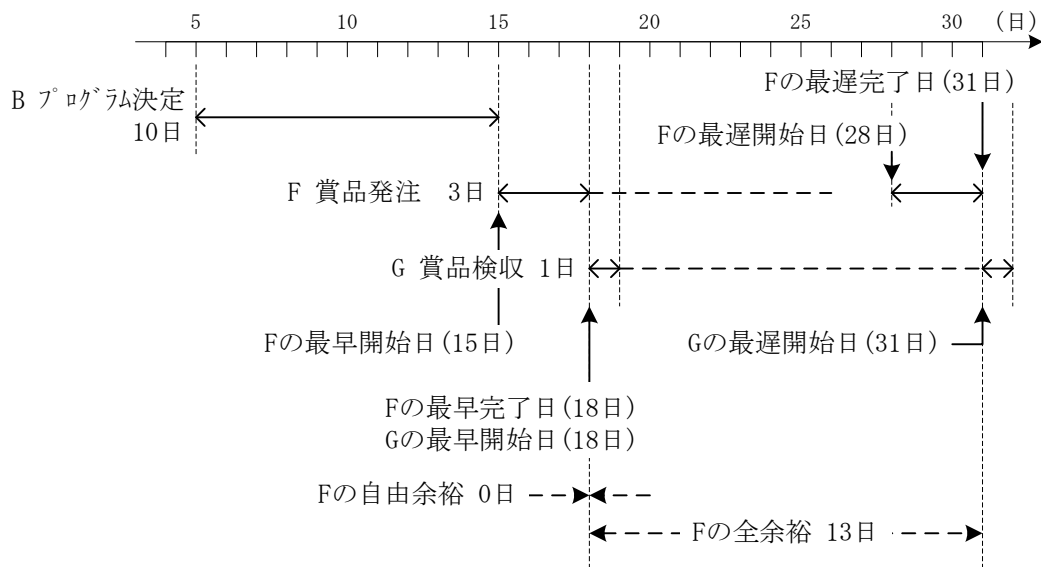 5 10 15 20 25 30 (日)
Fの最遅完了日(31日)
B プログラム決定
10日
Fの最遅開始日(28日)
F 賞品発注 3日
G 賞品検収 1日
Fの最早開始日(15日)
Gの最遅開始日(31日)
Fの最早完了日(18日)
Gの最早開始日(18日)
Fの自由余裕 0日
Fの全余裕 13日